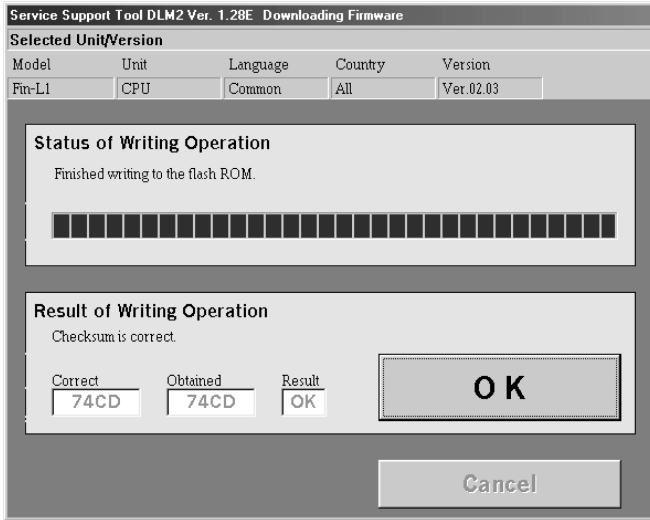 Service Support Tool DLM2 Ver. 1.28E Downloading Firmware
Selected Unit/Version
Model Unit Language Country Version
Fin-L1 CPU Common All Ver.02.03
Status of Writing Operation
Finished writing to the flash ROM.
Result of Writing Operation
Checksum is correct.
Correct Obtained Result
74CD 74CD OK
OK
Cancel